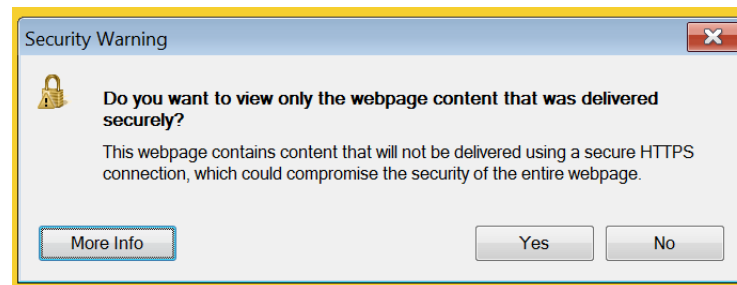 Security Warning
Do you want to view only the webpage content that was delivered
securely?
This webpage contains content that will not be delivered using a secure HTTPS
connection, which could compromise the security of the entire webpage.
More Info
Yes
No